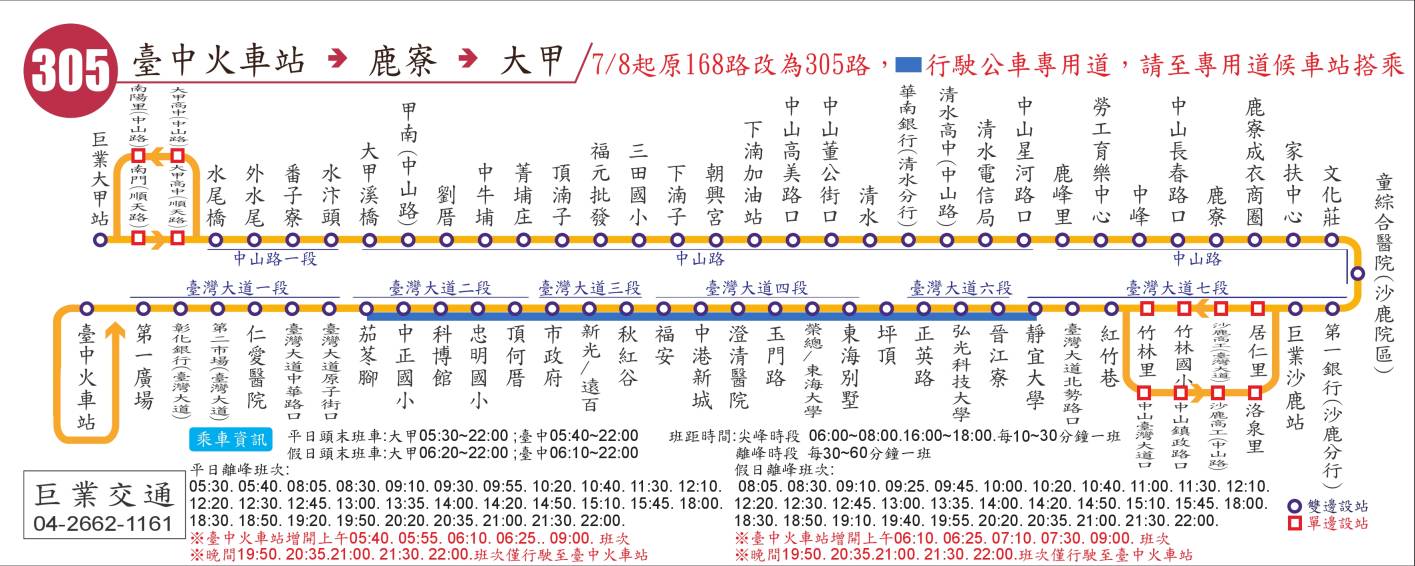 305 臺中火車站 → 鹿寮 → 大甲 /7/8起原168路改為305路，行駛公車專用道，請至專用道候車站搭乘
巨業大甲站
南陽里(中山路)
大甲高中(中山路)
南門(順天路)
大甲高中(順天路)
水尾橋
外水尾
番子寮
水汴頭
大甲溪橋
甲南(中山路)
劉厝
中牛埔
菁埔庄
頂湳子
福元批發
三田國小
下湳子
朝興宮
下湳加油站
中山高美路口
中山董公街口
清水
華南銀行(清水分行)
清水高中(中山路)
清水電信局
中山星河路口
鹿峰里
勞工育樂中心
中峰
中山長春路口
鹿寮
鹿寮成衣商圈
家扶中心
文化莊
童綜合醫院(沙鹿院區)
中山路一段
中山路
中山路
臺灣大道一段
臺灣大道二段
臺灣大道三段
臺灣大道四段
臺灣大道六段
臺灣大道七段
臺中火車站
第一廣場
彰化銀行(臺灣大道)
第二市場(臺灣大道)
仁愛醫院
臺灣大道中華路口
臺灣大道原子街口
茄苳腳
中正國小
科博館
忠明國小
頂何厝
市政府
新光/遠百
秋紅谷
福安
中港新城
澄清醫院
玉門路
榮總/東海大學
東海別墅
坪頂
正英路
弘光科技大學
晉江寮
靜宜大學
臺灣大道北勢路口
紅竹巷
竹林里
竹林國小
沙鹿高工(臺灣大道)
居仁里
中山臺灣大道口
中山鎮政路口
沙鹿高工(中山路)
洛泉里
巨業沙鹿站
第一銀行(沙鹿分行)
乘車資訊
平日頭末班車:大甲05:30~22:00 ;臺中05:40~22:00
假日頭末班車:大甲06:20~22:00 ;臺中06:10~22:00
班距時間:尖峰時段 06:00~08:00.16:00~18:00.每10~30分鐘一班
離峰時段 每30~60分鐘一班
平日離峰班次:
05:30. 05:40. 08:05. 08:30. 09:10. 09:30. 09:55. 10:20. 10:40. 11:30. 12:10.
12:20. 12:30. 12:45. 13:00. 13:35. 14:00. 14:20. 14:50. 15:10. 15:45. 18:00.
18:30. 18:50. 19:20. 19:50. 20:20. 20:35. 21:00. 21:30. 22:00.
※臺中火車站增開上午05:40. 05:55. 06:10. 06:25.. 09:00. 班次
※晚間19:50. 20:35.21:00. 21:30. 22:00.班次僅行駛至臺中火車站
假日離峰班次:
08:05. 08:30. 09:10. 09:25. 09:45. 10:00. 10:20. 10:40. 11:00. 11:30. 12:10.
12:20. 12:30. 12:45. 13:00. 13:35. 14:00. 14:20. 14:50. 15:10. 15:45. 18:00.
18:30. 18:50. 19:10. 19:40. 19:55. 20:20. 20:35. 21:00. 21:30. 22:00.
※臺中火車站增開上午06:10. 06:25. 07:10. 07:30. 09:00. 班次
※晚間19:50. 20:35. 21:00. 21:30. 22:00.班次僅行駛至臺中火車站
巨業交通
04-2662-1161
雙邊設站
單邊設站